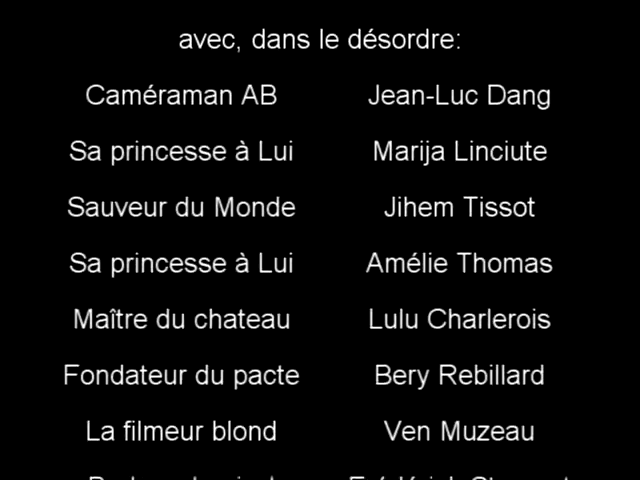 avec, dans le désordre:
Caméraman AB Jean-Luc Dang
Sa princesse à Lui Marija Linciute
Sauveur du Monde Jihem Tissot
Sa princesse à Lui Amélie Thomas
Maître du chateau Lulu Charlerois
Fondateur du pacte Bery Rebillard
La filmeur blond Ven Muzeau